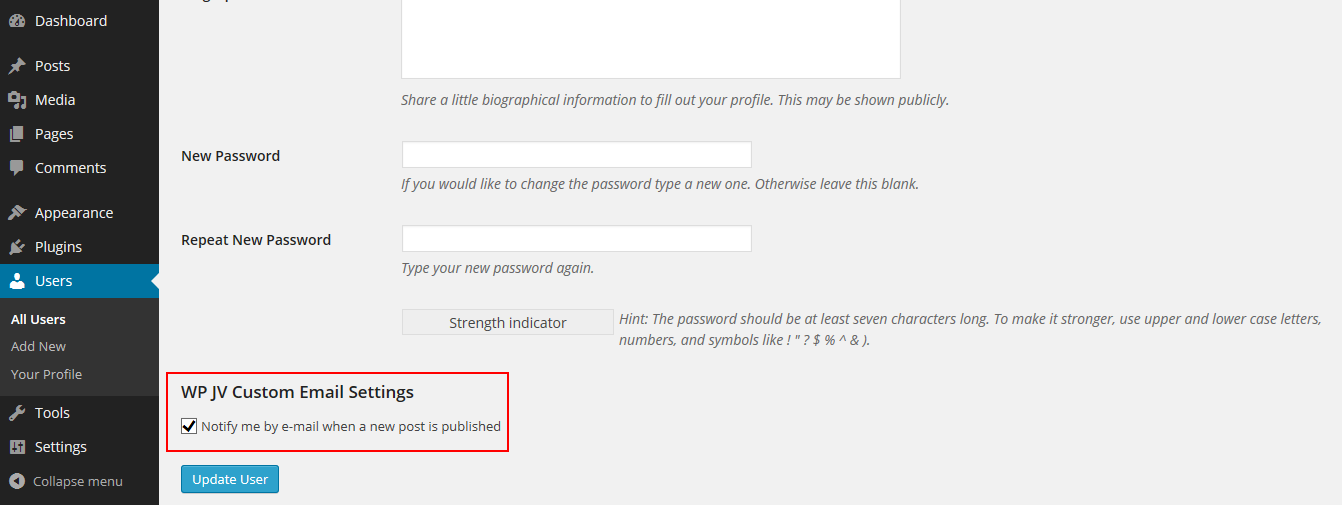 Dashboard
Posts
Media
Pages
Comments
Appearance
Plugins
Users
All Users
Add New
Your Profile
Tools
Settings
Collapse menu
Share a little biographical information to fill out your profile. This may be shown publicly.
New Password
If you would like to change the password type a new one. Otherwise leave this blank.
Repeat New Password
Type your new password again.
Strength indicator
Hint: The password should be at least seven characters long. To make it stronger, use upper and lower case letters,
numbers, and symbols like ! " ? $ % ^ & ).
WP JV Custom Email Settings
Notify me by e-mail when a new post is published
Update User